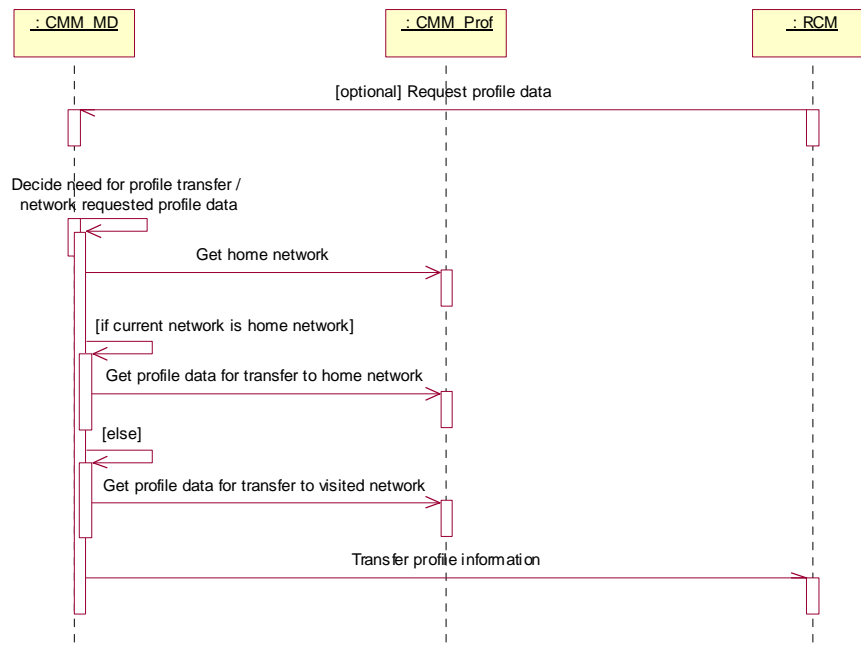 : CMM_MD
: CMM_Prof
: RCM
[optional] Request profile data
Decide need for profile transfer /
network requested profile data
Get home network
[if current network is home network]
Get profile data for transfer to home network
[else]
Get profile data for transfer to visited network
Transfer profile information